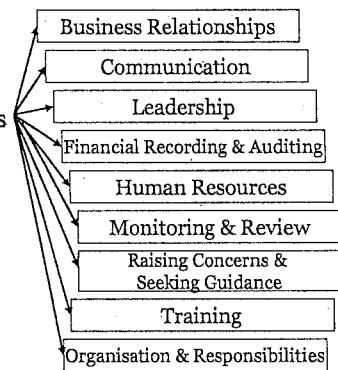 Business Relationships
Communication
Leadership
s
Financial Recording & Auditing
Human Resources
Monitoring & Review
Raising Concerns &
Seeking Guidance
Training
Organisation & Responsibilities